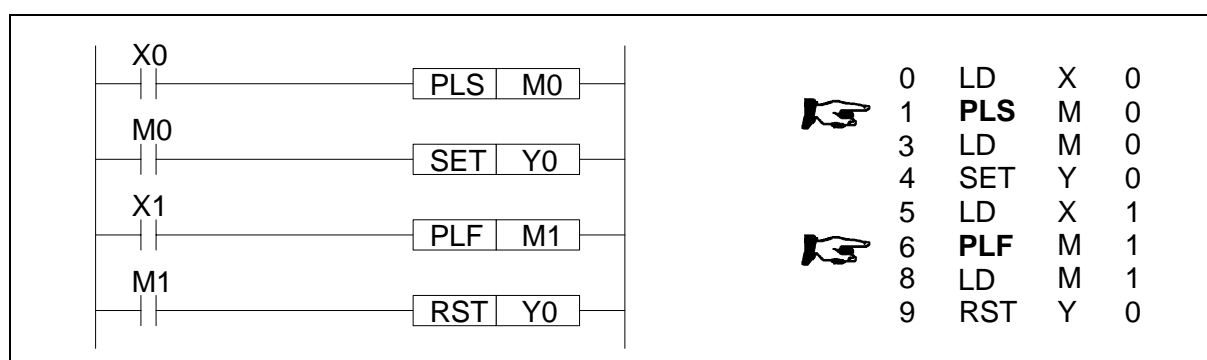 X0
PLS M0
M0
SET Y0
X1
PLF M1
M1
RST Y0
0 LD X 0
1 PLS M 0
3 LD M 0
4 SET Y 0
5 LD X 1
6 PLF M 1
8 LD M 1
9 RST Y 0